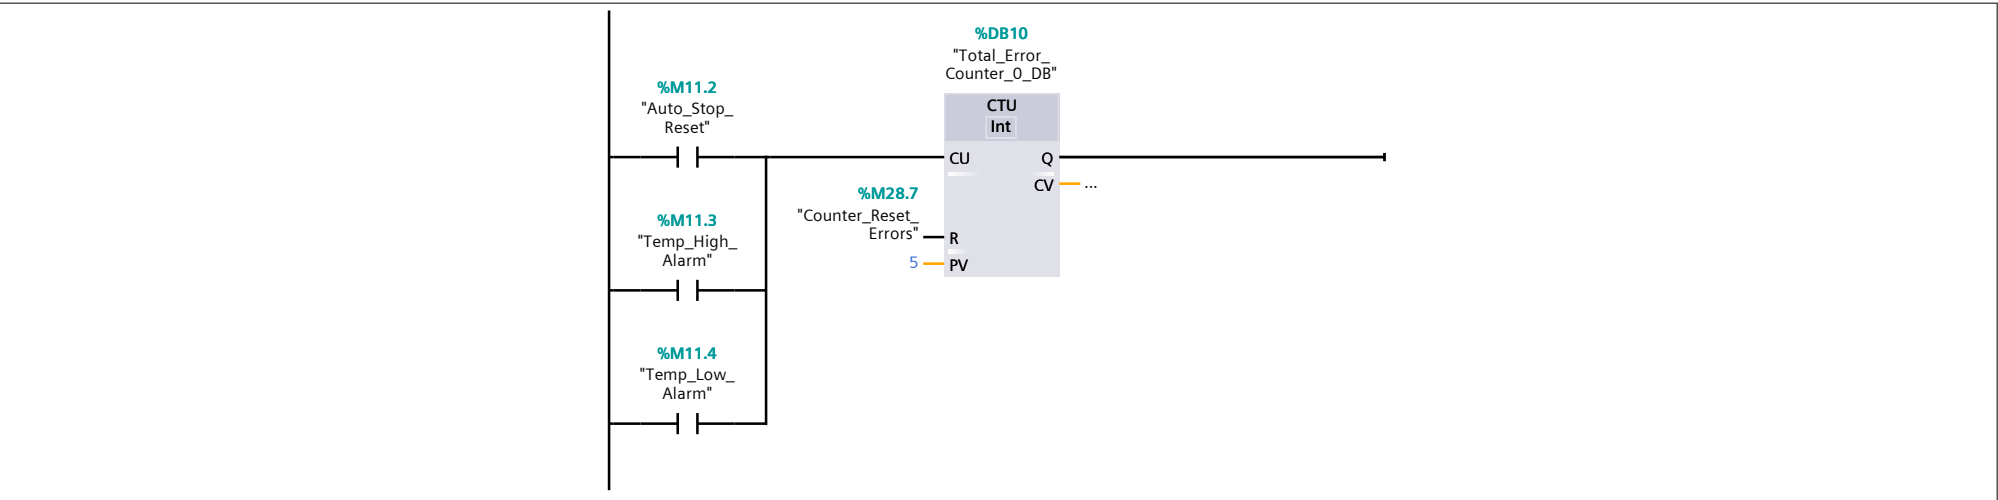 %DB10
"Total_Error_
Counter_0_DB"
%M11.2
"Auto_Stop_
Reset"
CTU
Int
CU
Q
CV
...
%M28.7
"Counter_Reset_
Errors"
R
5
PV
%M11.3
"Temp_High_
Alarm"
%M11.4
"Temp_Low_
Alarm"